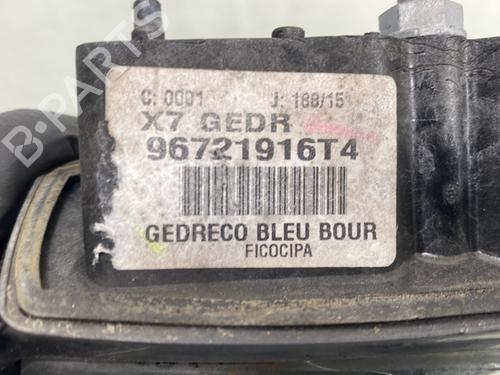 C: 0001 J: 188/15
X7 GEDR
96721916T4
GEDRECO BLEU BOUR
FICOCIPA
B-PARTS